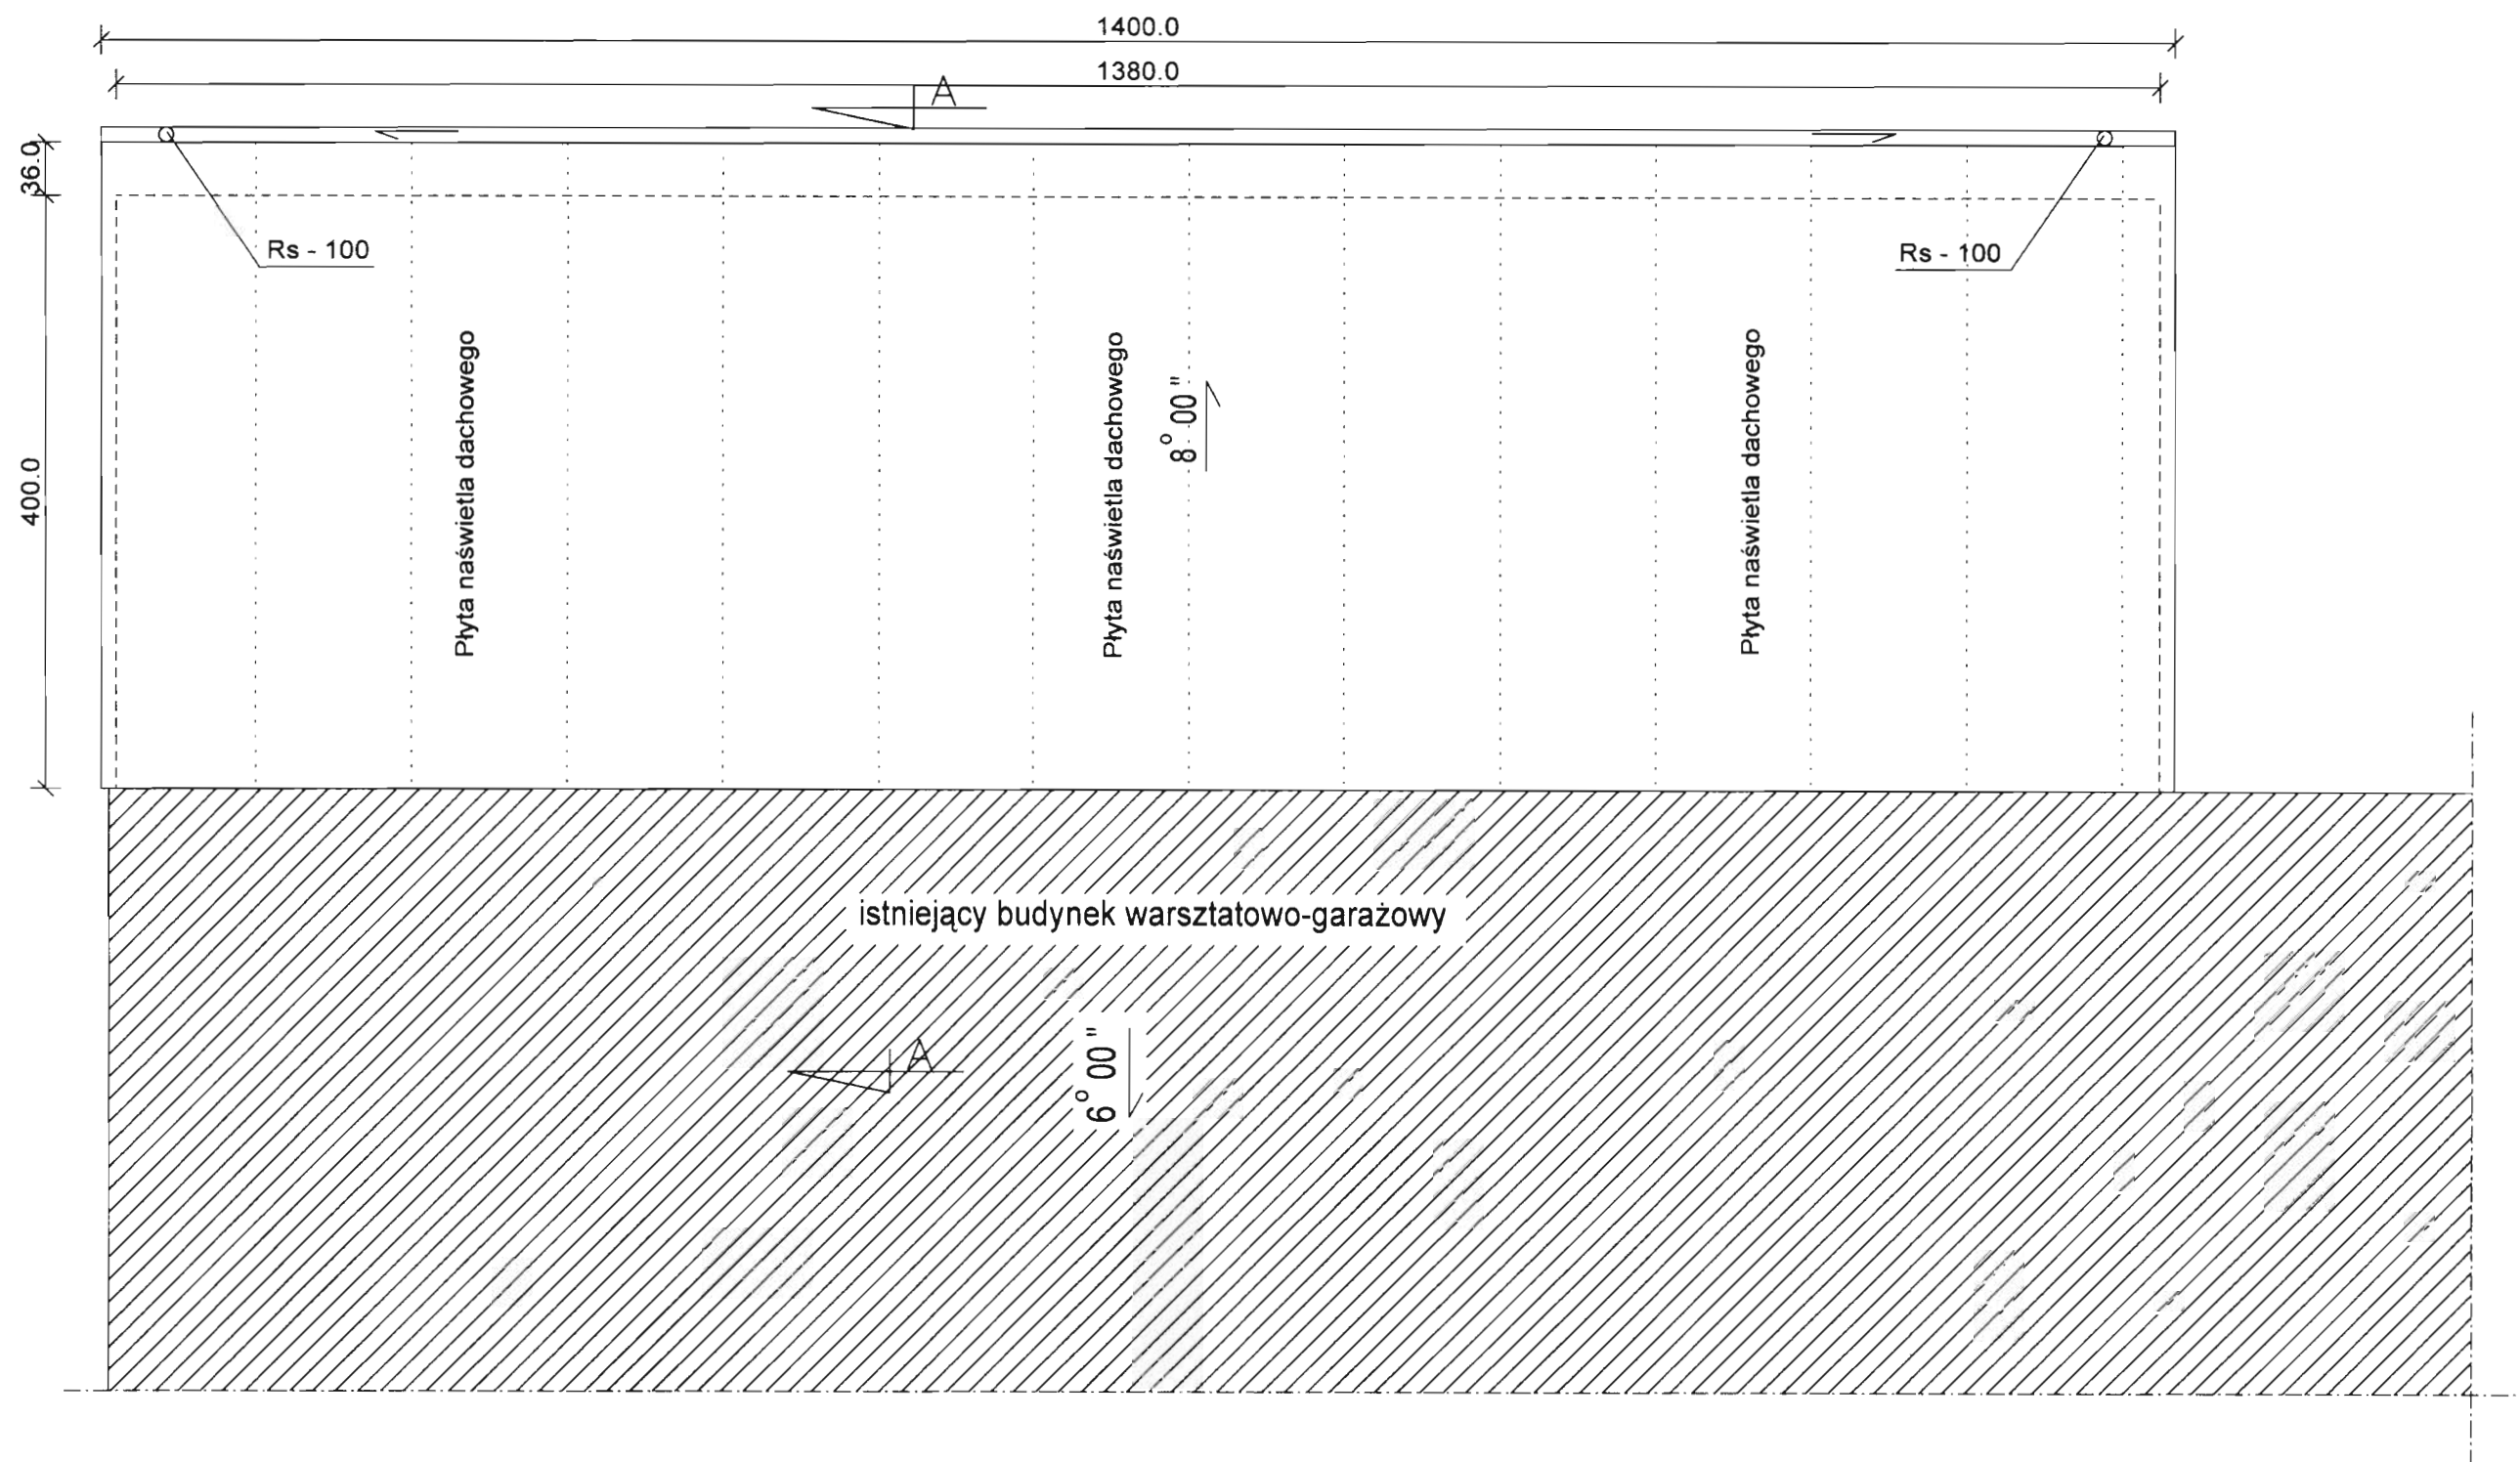 1400.0
1380.0
A
36.0
Rs - 100
Rs - 100
400.0
Płyta naświetla dachowego
Płyta naświetla dachowego
8° 00 "
Płyta naświetla dachowego
istniejący budynek warsztatowo-garażowy
A
6° 00 "